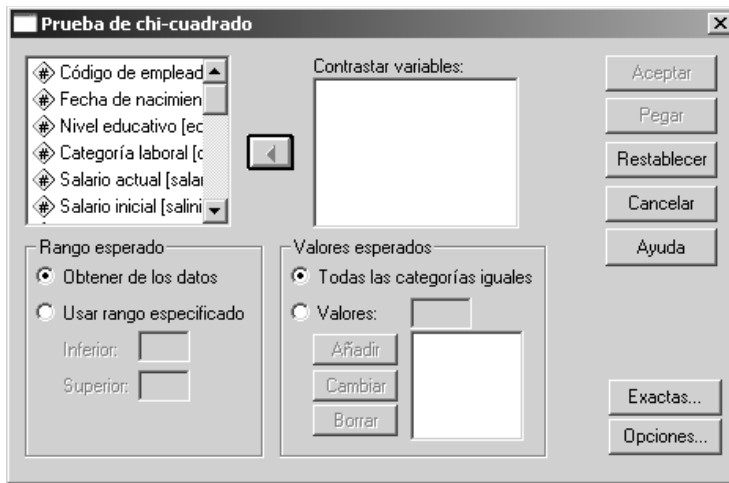 Prueba de chi-cuadrado
Código de emplead
Fecha de nacimien
Nivel educativo [ec
Categoría laboral [c
Salario actual [salar
Salario inicial [salini
Contrastar variables:
Aceptar
Pegar
Restablecer
Cancelar
Ayuda
Rango esperado
Obtener de los datos
Usar rango especificado
Inferior:
Superior:
Valores esperados
Todas las categorías iguales
Valores:
Añadir
Cambiar
Borrar
Exactas...
Opciones...